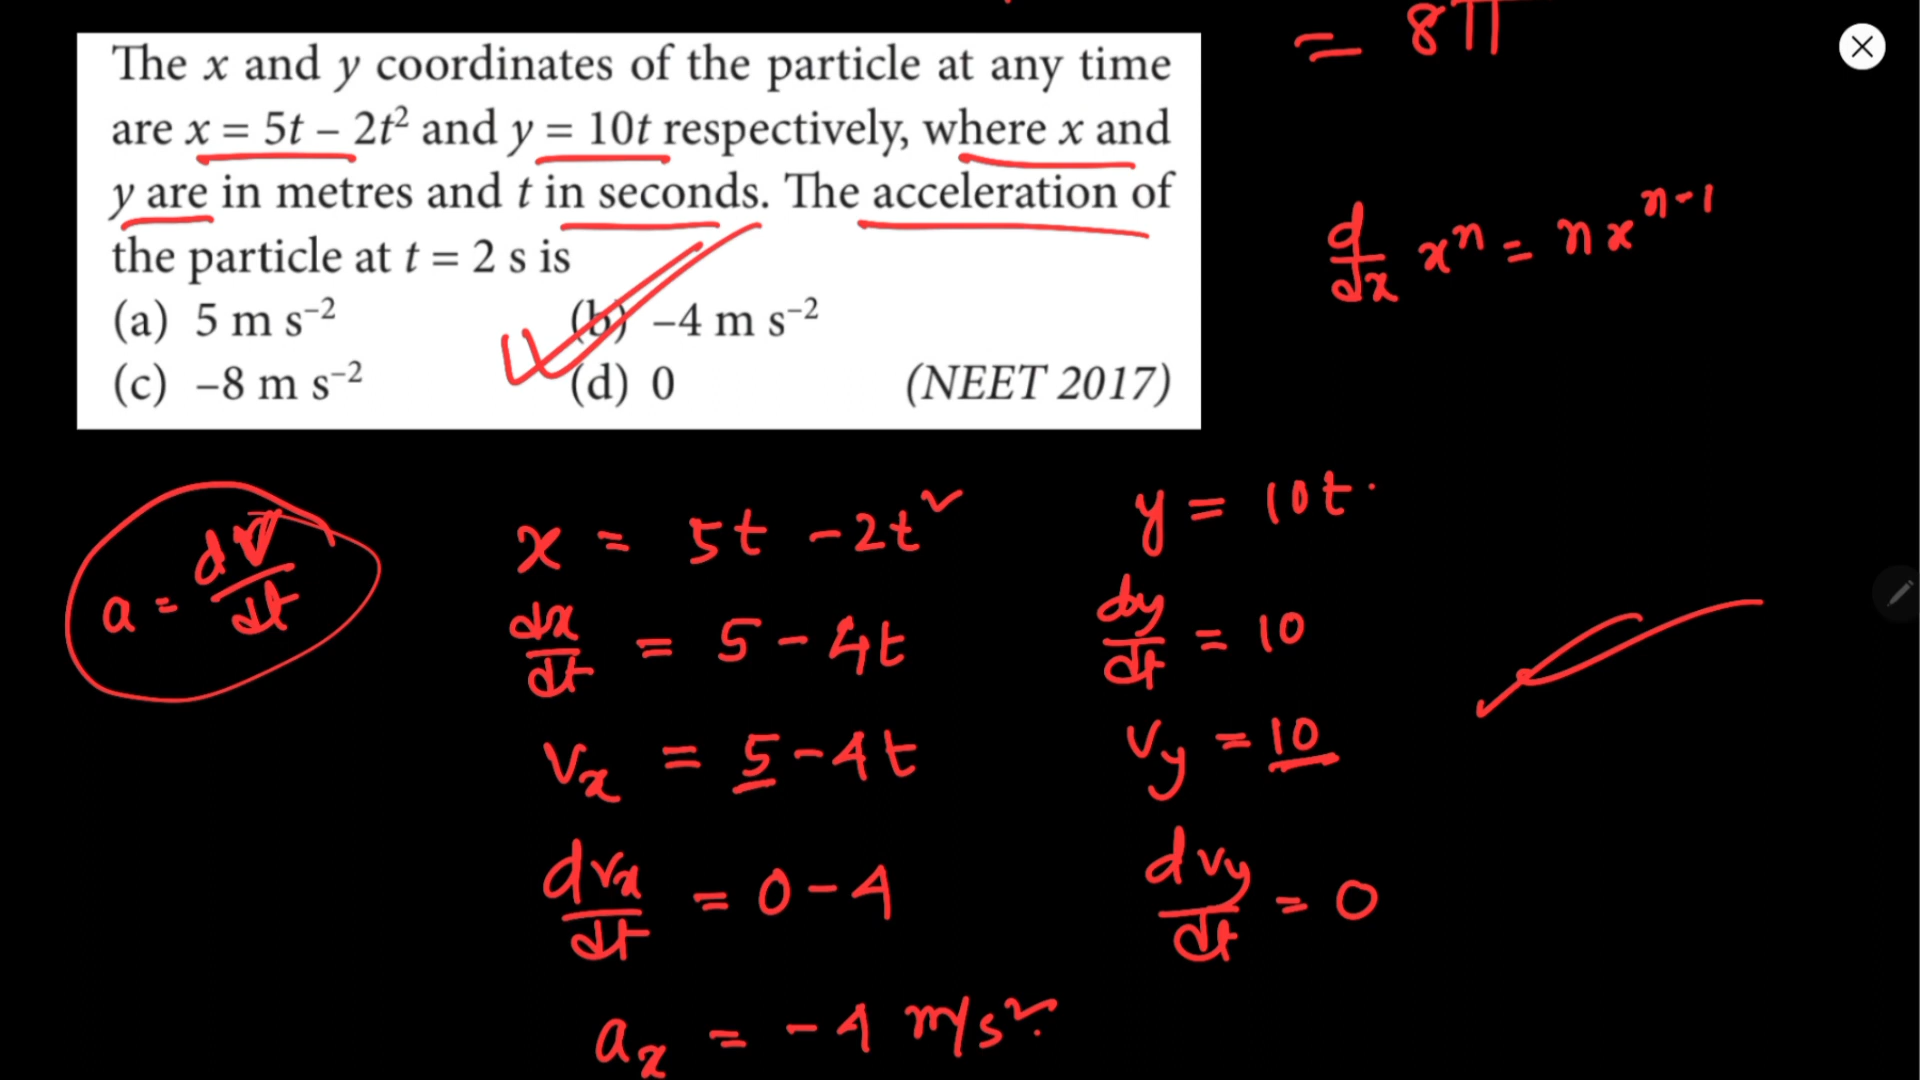 = 8π
The x and y coordinates of the particle at any time
are x = 5t – 2t² and y = 10t respectively, where x and
y are in metres and t in seconds. The acceleration of
the particle at t = 2 s is
(a) 5 m s⁻² (b) –4 m s⁻²
(c) –8 m s⁻² (d) 0 (NEET 2017)
d/dx xⁿ = n xⁿ⁻¹
a = dv/dt
x = 5t - 2t²
dx/dt = 5 - 4t
vₓ = 5 - 4t
dvₓ/dt = 0 - 4
aₓ = - 4 m/s²
y = 10t
dy/dt = 10
vy = 10
dvy/dt = 0